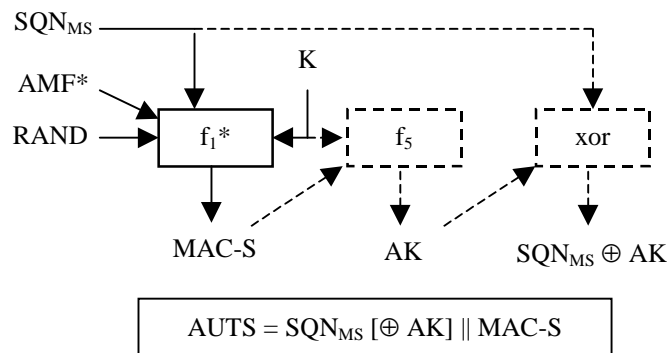 SQN_MS
K
AMF*
RAND
f₁*
f₅
xor
MAC-S
AK
SQN_MS ⊕ AK
AUTS = SQN_MS [⊕ AK] || MAC-S